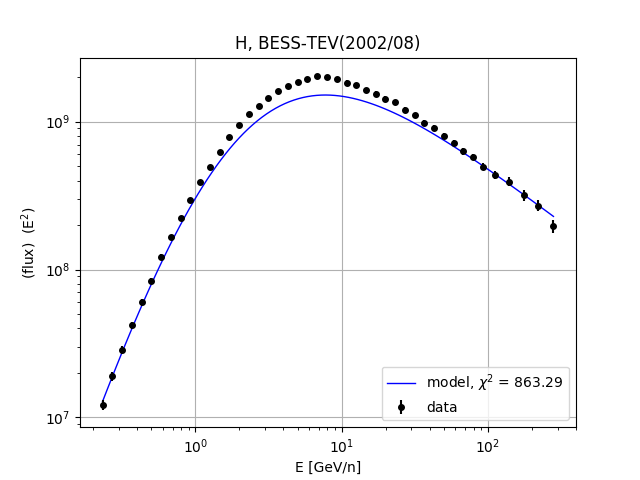 H, BESS-TEV(2002/08)
(flux) (E²)
10⁹
10⁸
10⁷
10⁰
10¹
10²
E [GeV/n]
model, χ² = 863.29
data